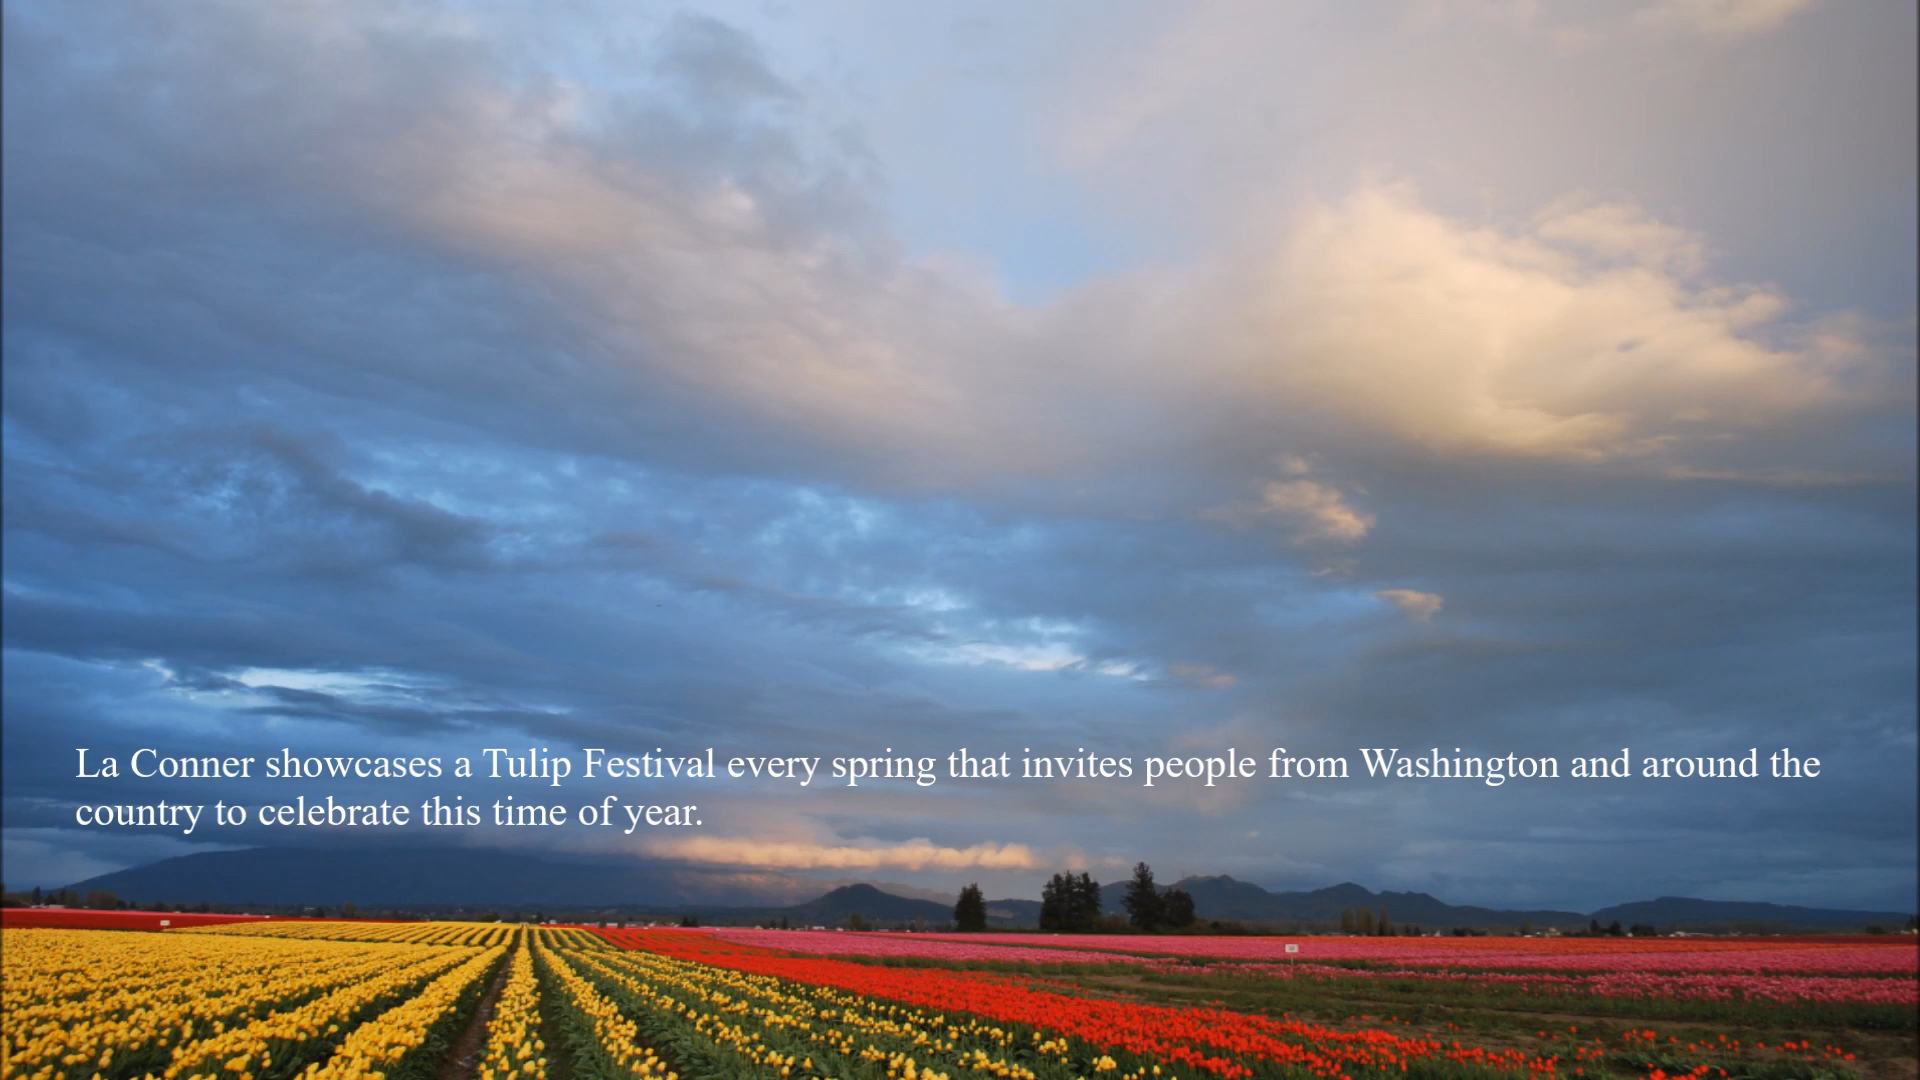 La Conner showcases a Tulip Festival every spring that invites people from Washington and around the
country to celebrate this time of year.